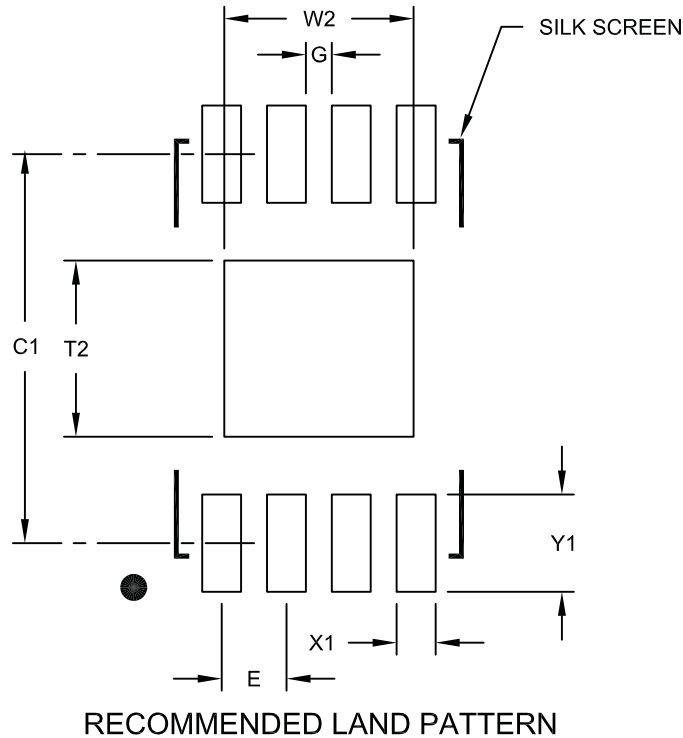 W2
SILK SCREEN
G
C1
T2
Y1
X1
E
RECOMMENDED LAND PATTERN